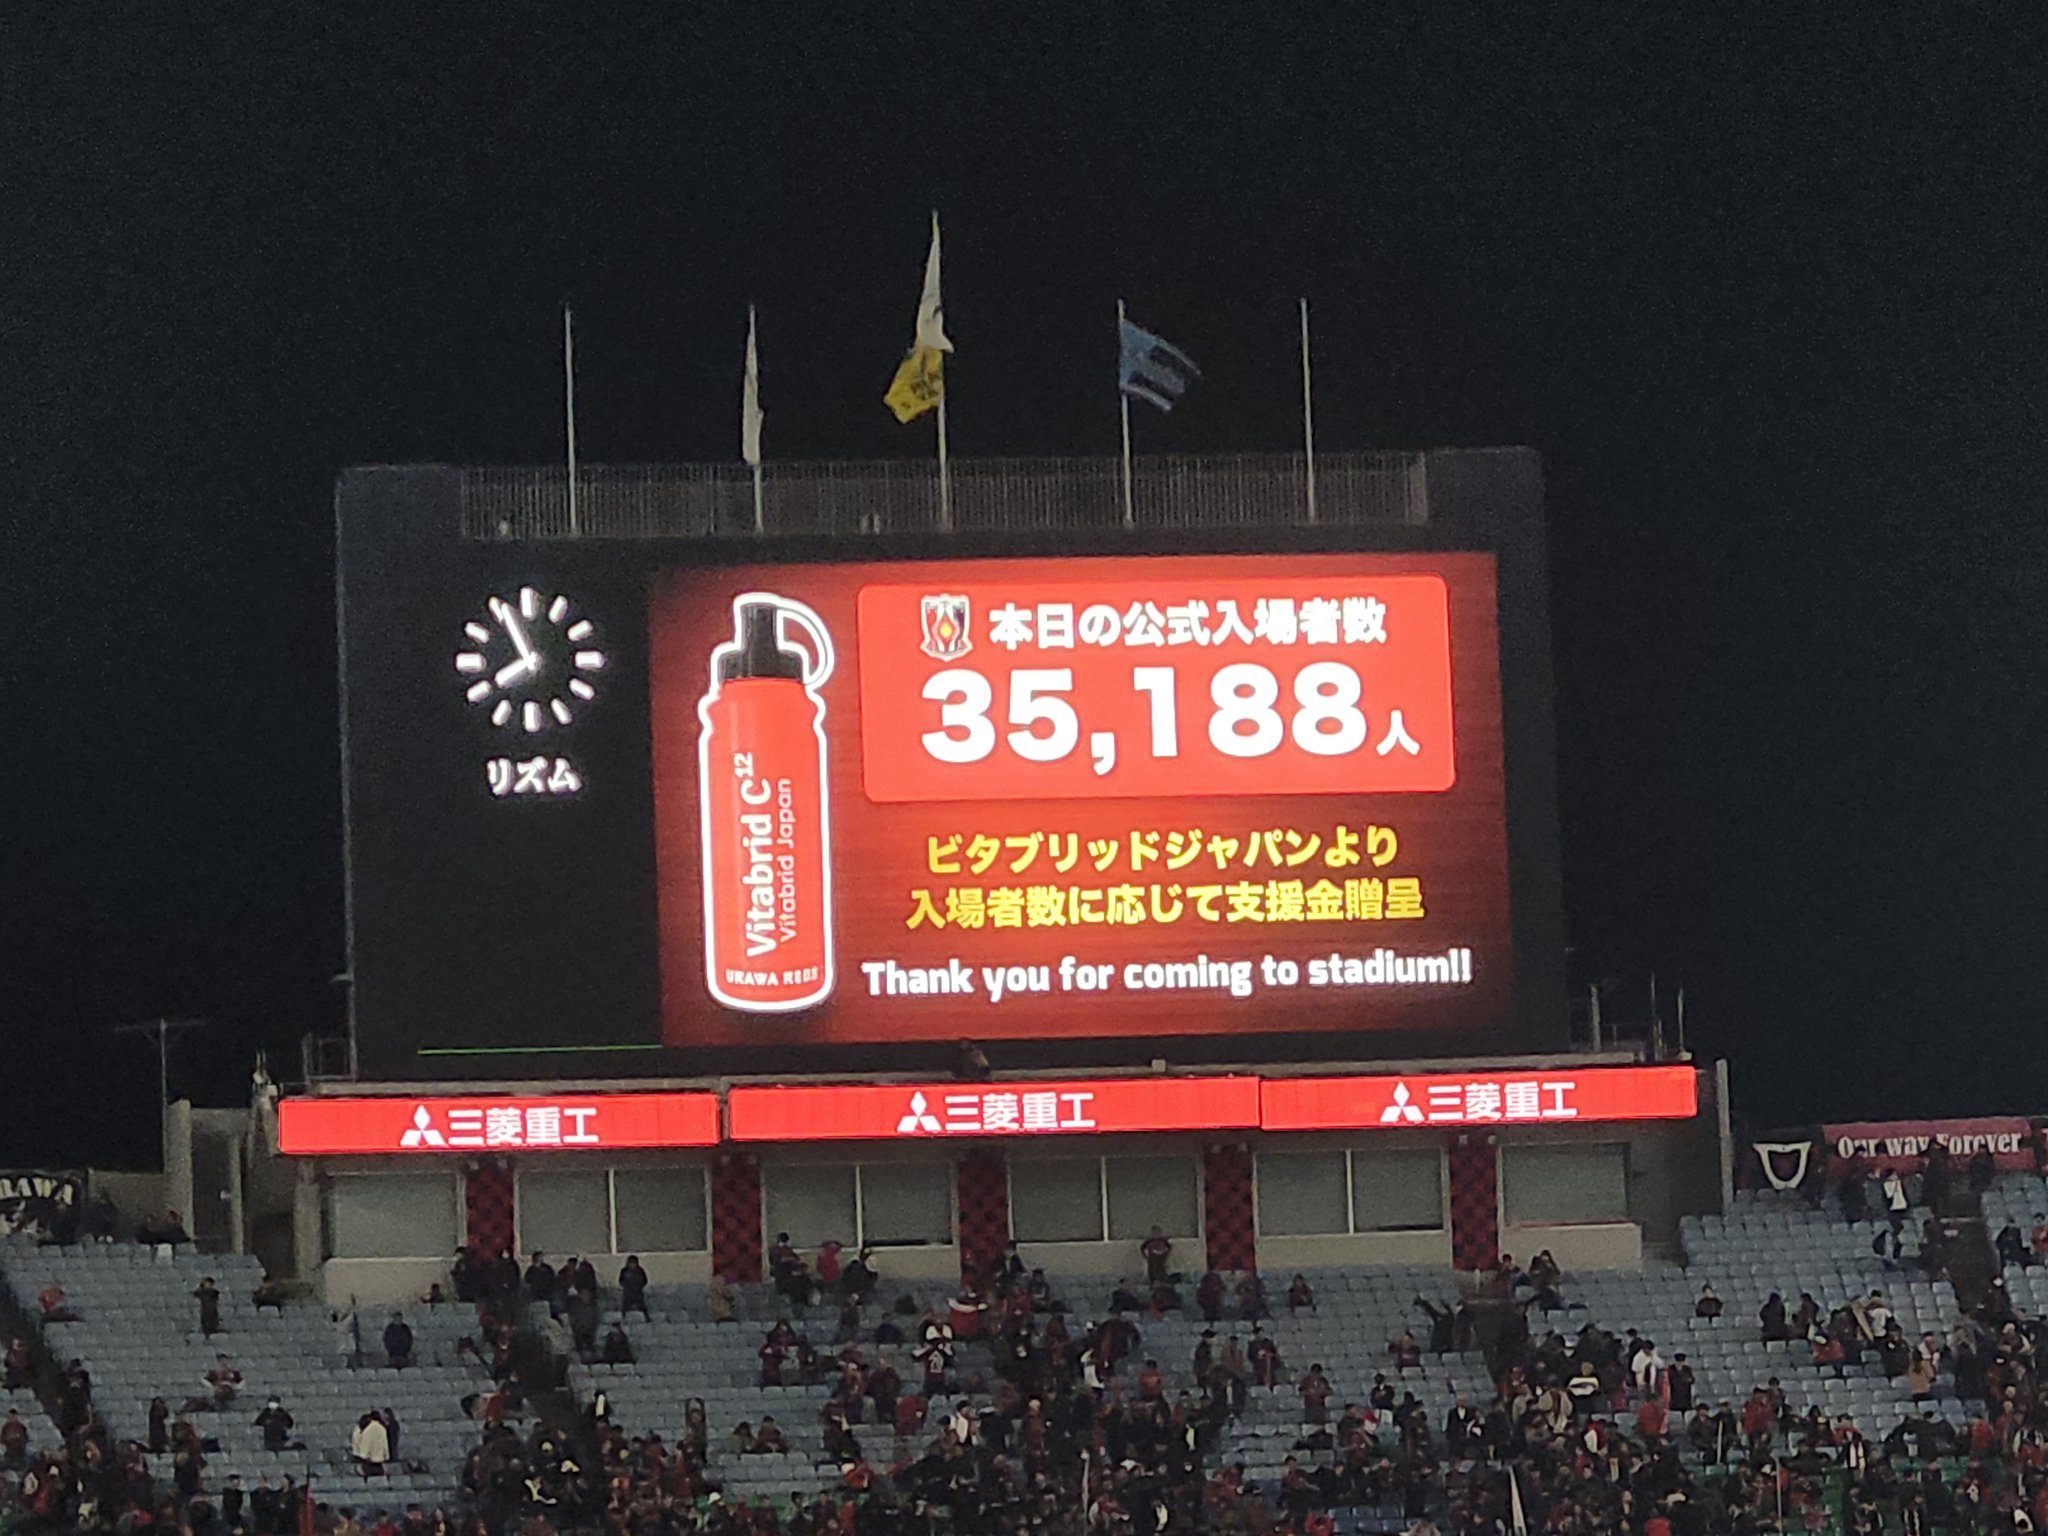 本日の公式入場者数
35,188人
リズム
Vitabrid C12
Vitabrid Japan
URAWA REDS
ビタブリッドジャパンより
入場者数に応じて支援金贈呈
Thank you for coming to stadium!!
三菱重工
三菱重工
三菱重工
Our way Forever
RAWA